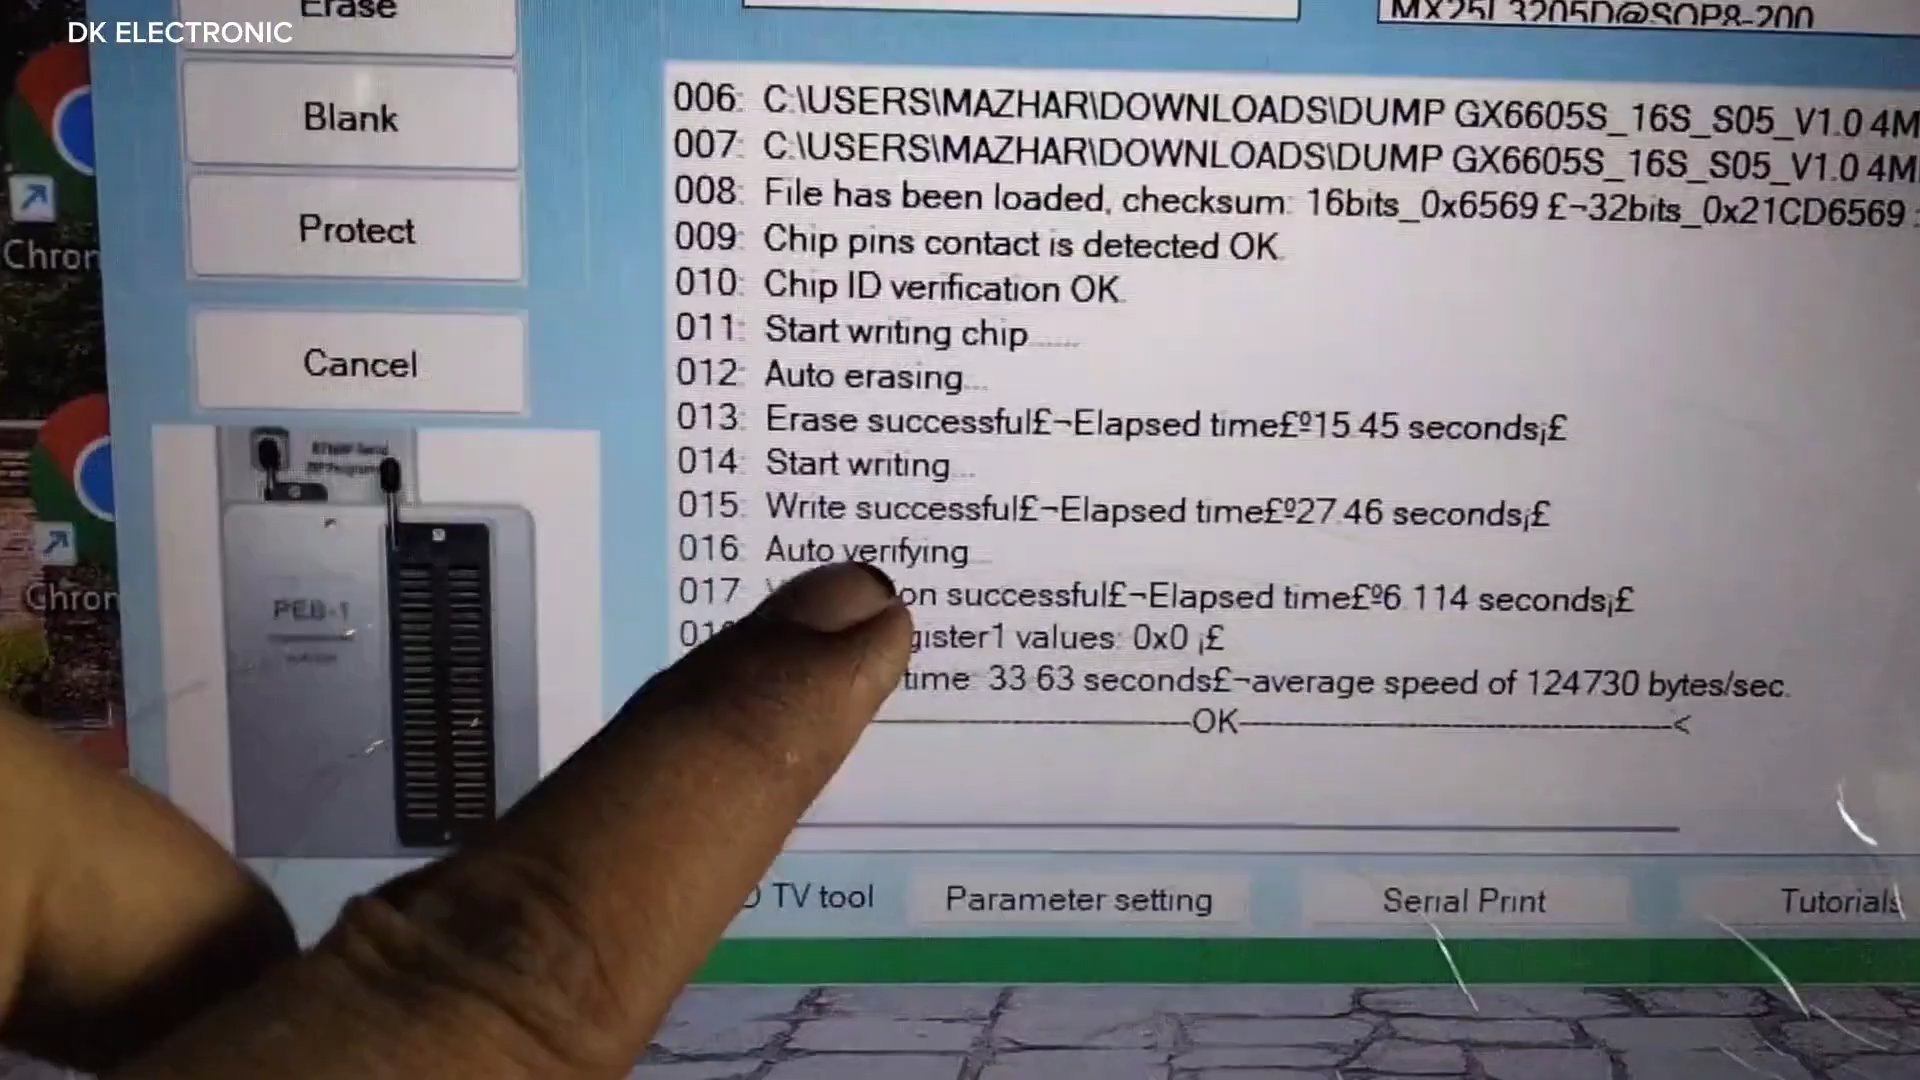 DK ELECTRONIC
Erase
MX25L3205D@SOP8-200
Blank
Protect
Cancel
Chron
Chron
006: C:\USERS\MAZHAR\DOWNLOADS\DUMP GX6605S_16S_S05_V1.0 4M
007: C:\USERS\MAZHAR\DOWNLOADS\DUMP GX6605S_16S_S05_V1.0 4M
008: File has been loaded, checksum: 16bits_0x6569 £¬32bits_0x21CD6569
009: Chip pins contact is detected OK.
010: Chip ID verification OK.
011: Start writing chip......
012: Auto erasing...
013: Erase successful£¬Elapsed time£º15.45 seconds¡£
014: Start writing...
015: Write successful£¬Elapsed time£º27.46 seconds¡£
016: Auto verifying...
017: on successful£¬Elapsed time£º6.114 seconds¡£
gister1 values: 0x0 ¡£
time: 33.63 seconds£¬average speed of 124730 bytes/sec.
OK<
PEB-1
TV tool
Parameter setting
Serial Print
Tutorials